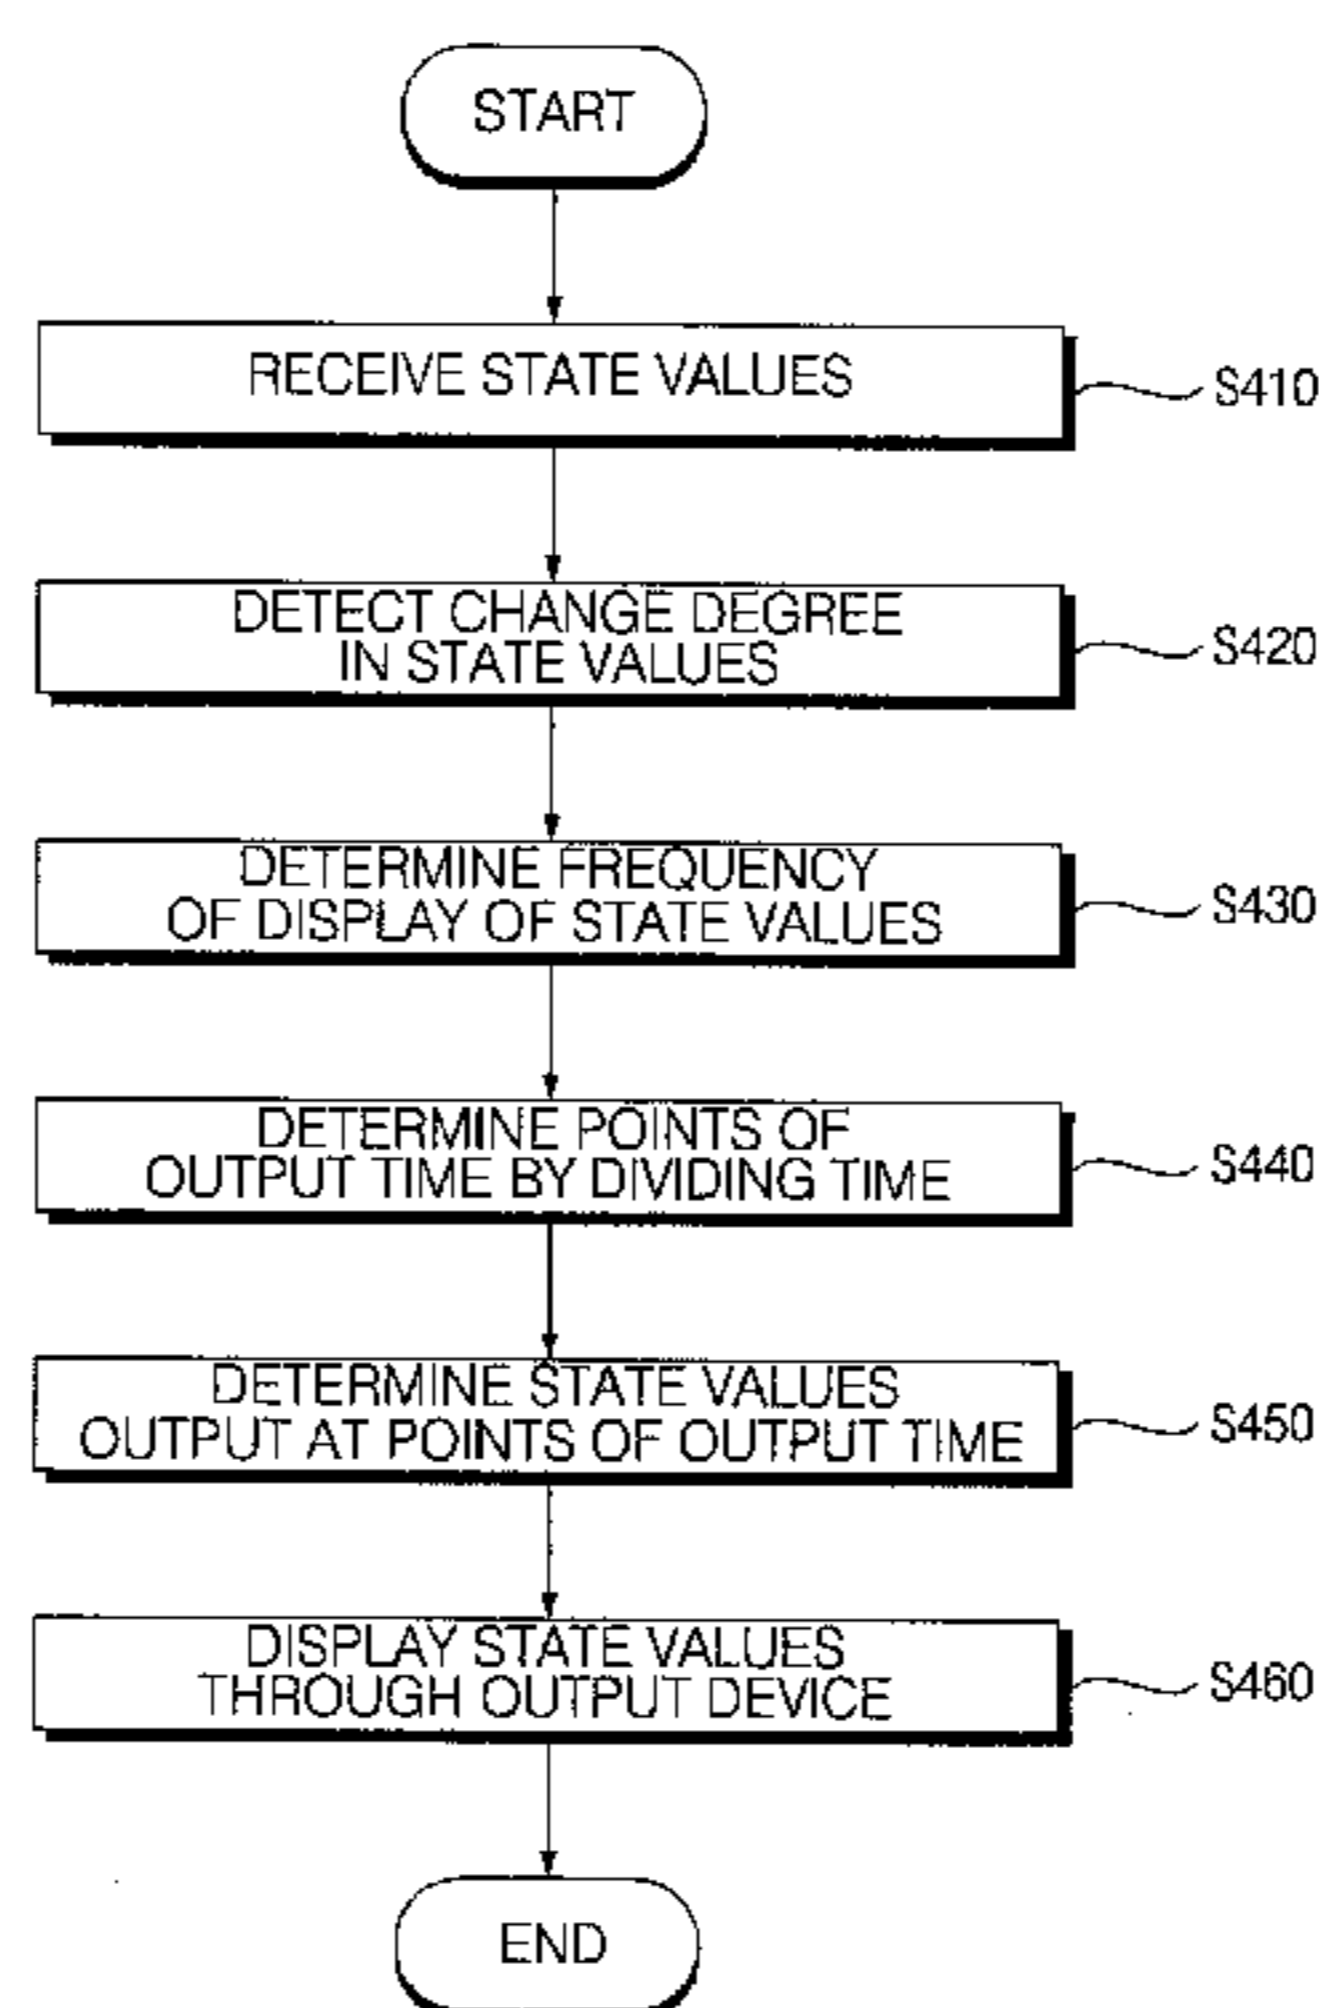 START
RECEIVE STATE VALUES
S410
DETECT CHANGE DEGREE
IN STATE VALUES
S420
DETERMINE FREQUENCY
OF DISPLAY OF STATE VALUES
S430
DETERMINE POINTS OF
OUTPUT TIME BY DIVIDING TIME
S440
DETERMINE STATE VALUES
OUTPUT AT POINTS OF OUTPUT TIME
S450
DISPLAY STATE VALUES
THROUGH OUTPUT DEVICE
S460
END